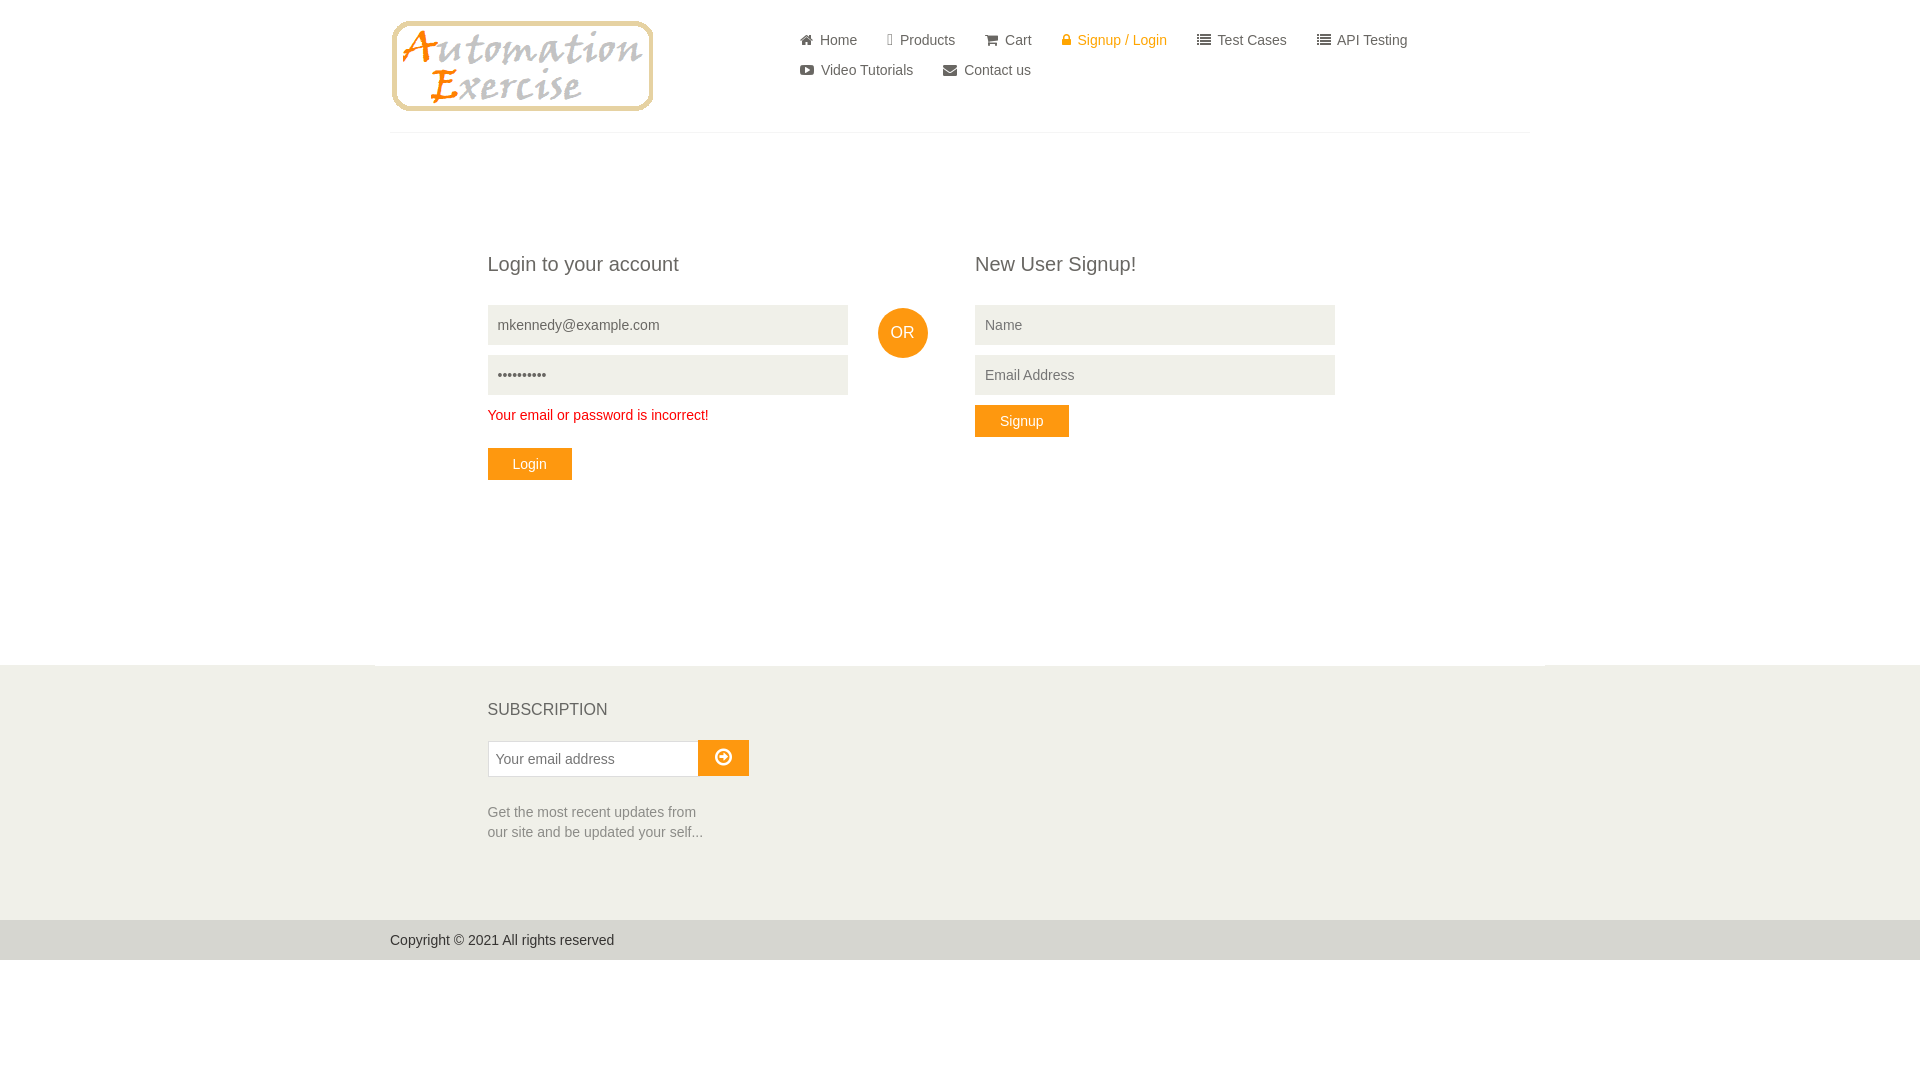 Automation
Exercise
Home
Products
Cart
Signup / Login
Test Cases
API Testing
Video Tutorials
Contact us
Login to your account
mkennedy@example.com
••••••••••
Your email or password is incorrect!
Login
OR
New User Signup!
Name
Email Address
Signup
SUBSCRIPTION
Your email address
Get the most recent updates from
our site and be updated your self...
Copyright © 2021 All rights reserved